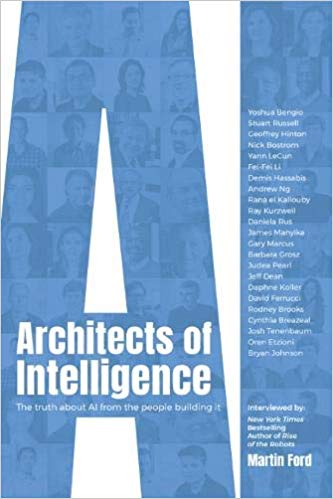 AI
Yoshua Bengio
Stuart Russell
Geoffrey Hinton
Nick Bostrom
Yann LeCun
Fei-Fei Li
Demis Hassabis
Andrew Ng
Rana el Kaliouby
Ray Kurzweil
Daniela Rus
James Manyika
Gary Marcus
Barbara Grosz
Judea Pearl
Jeff Dean
Daphne Koller
David Ferrucci
Rodney Brooks
Cynthia Breazeal
Josh Tenenbaum
Oren Etzioni
Bryan Johnson
Architects of
Intelligence
The truth about AI from the people building it
Interviewed by:
New York Times
Bestselling
Author of Rise
of the Robots
Martin Ford